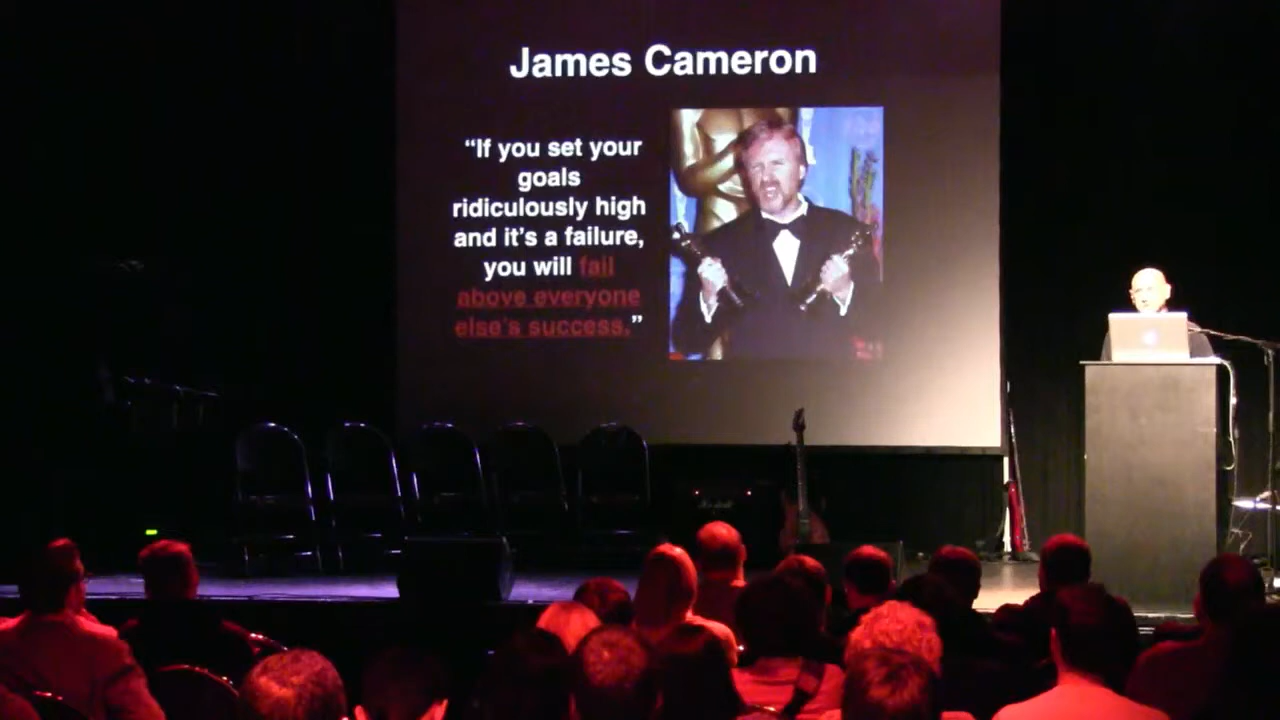 James Cameron
“If you set your
goals
ridiculously high
and it’s a failure,
you will fail
above everyone
else’s success.”